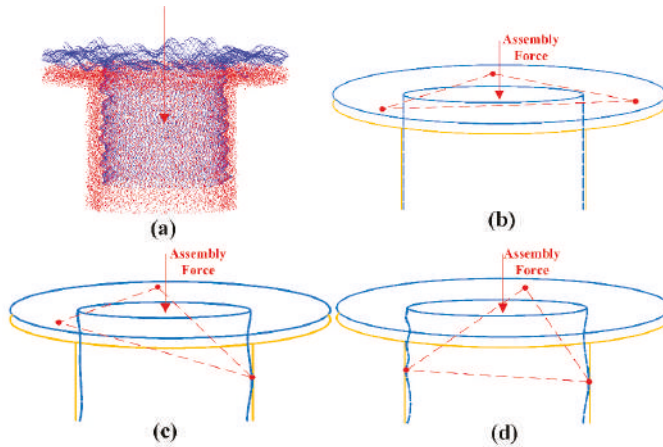 Assembly
Force
(a)
(b)
Assembly
Force
Assembly
Force
(c)
(d)